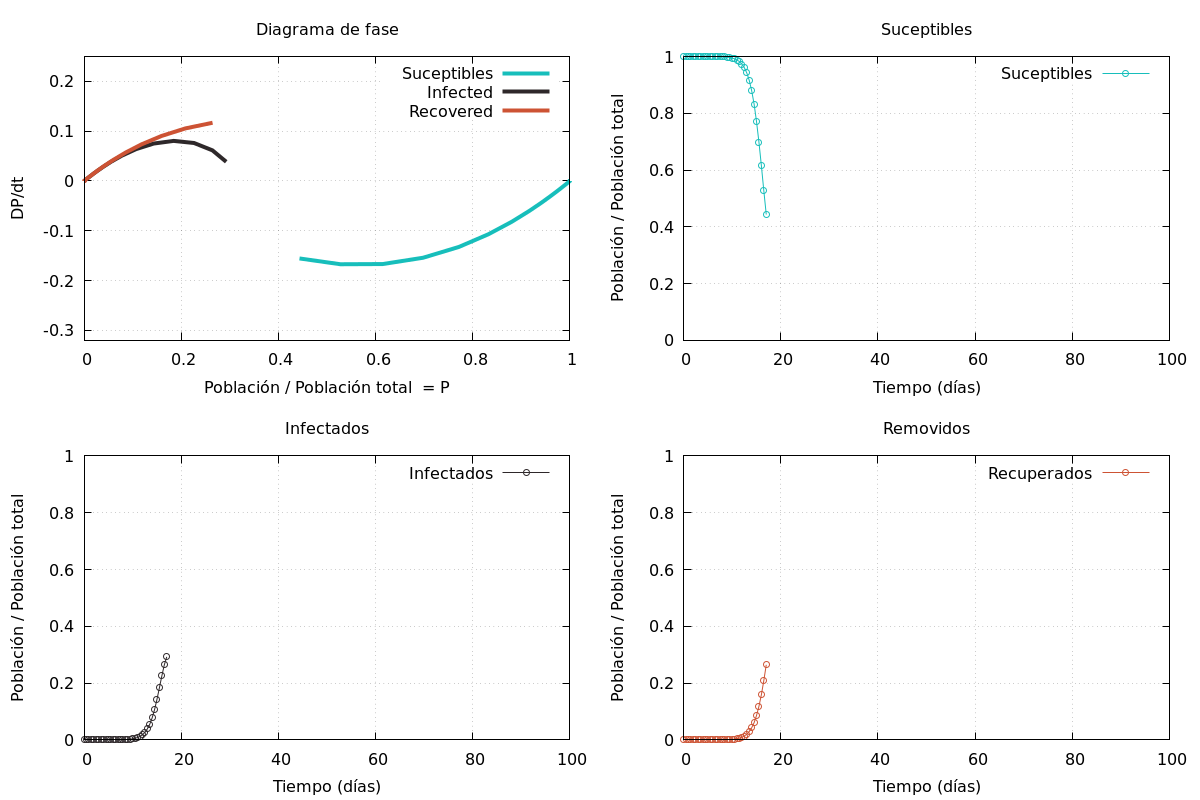 Diagrama de fase
DP/dt
0.2
0.1
0
-0.1
-0.2
-0.3
Suceptibles
Infected
Recovered
0 0.2 0.4 0.6 0.8 1
Población / Población total = P
Suceptibles
Población / Población total
1
0.8
0.6
0.4
0.2
0
Suceptibles
0 20 40 60 80 100
Tiempo (días)
Infectados
Población / Población total
1
0.8
0.6
0.4
0.2
0
Infectados
0 20 40 60 80 100
Tiempo (días)
Removidos
Población / Población total
1
0.8
0.6
0.4
0.2
0
Recuperados
0 20 40 60 80 100
Tiempo (días)